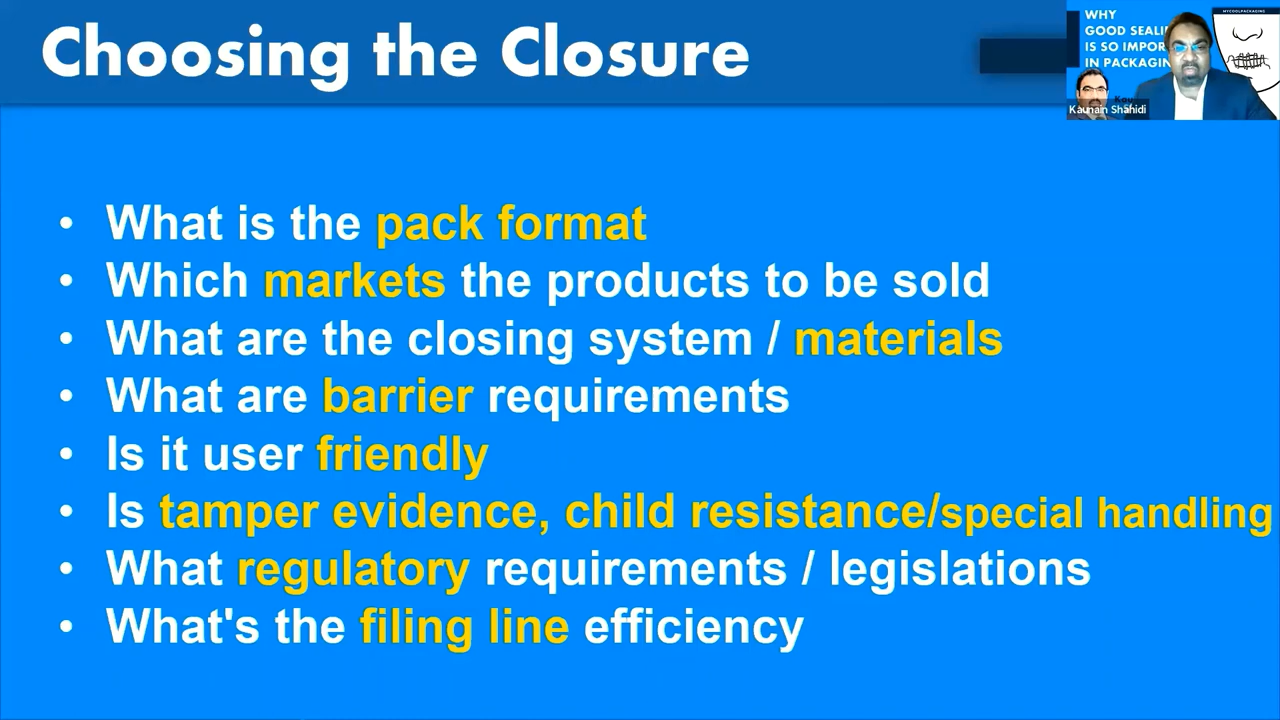 Choosing the Closure
WHY
GOOD SEALI
IS SO IMPOR
IN PACKAGIN
MYCOOLPACKAGING
Kaunain Shahidi
• What is the pack format
• Which markets the products to be sold
• What are the closing system / materials
• What are barrier requirements
• Is it user friendly
• Is tamper evidence, child resistance/special handling
• What regulatory requirements / legislations
• What's the filing line efficiency